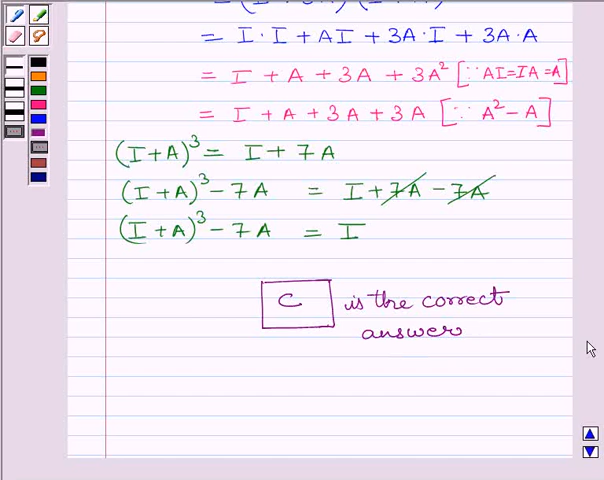 = I·I + AI + 3A·I + 3A·A
= I + A + 3A + 3A² [∵ AI=IA=A]
= I + A + 3A + 3A [∵ A² – A]
(I+A)³ = I + 7A
(I+A)³ – 7A = I + 7A – 7A
(I+A)³ – 7A = I
C is the correct
answer